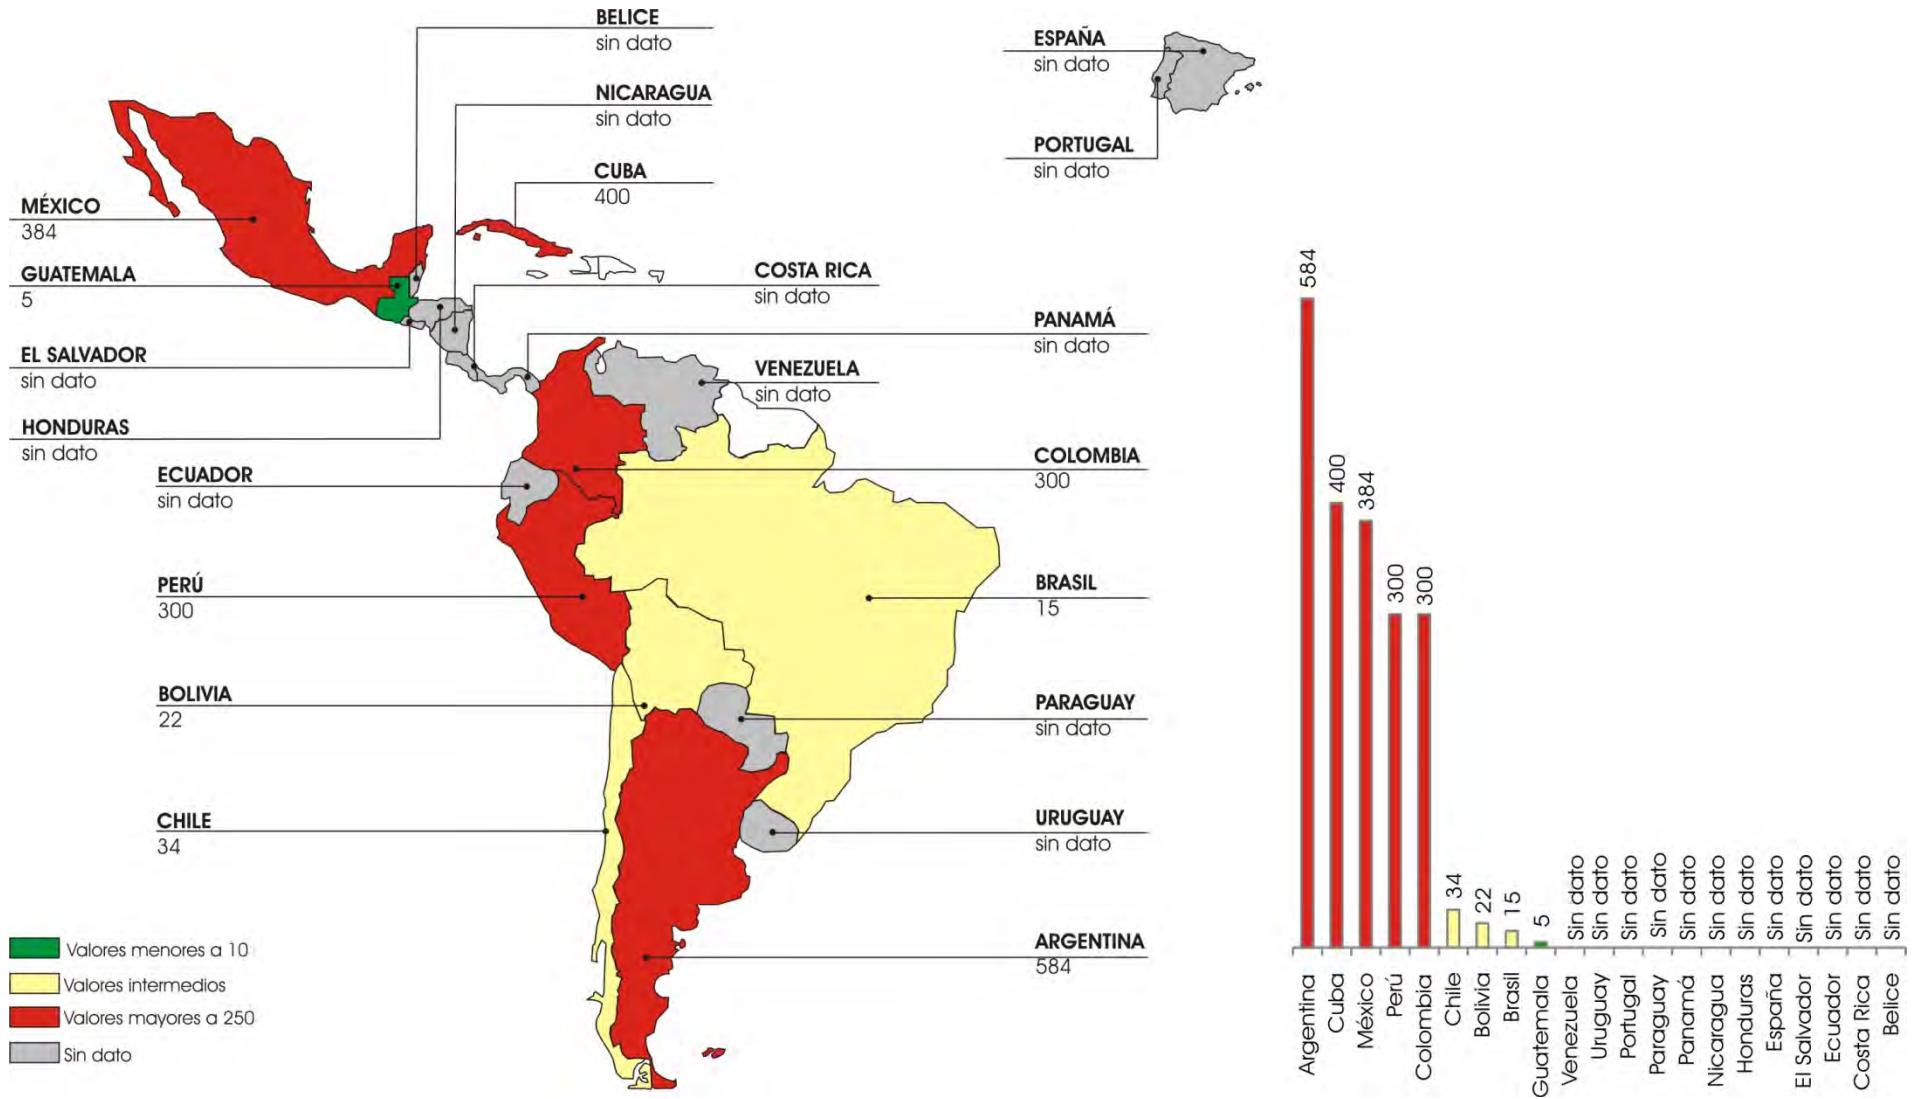 BELICE
sin dato
ESPAÑA
sin dato
NICARAGUA
sin dato
PORTUGAL
sin dato
CUBA
400
MÉXICO
384
GUATEMALA
5
COSTA RICA
sin dato
PANAMÁ
sin dato
EL SALVADOR
sin dato
VENEZUELA
sin dato
HONDURAS
sin dato
COLOMBIA
300
ECUADOR
sin dato
PERÚ
300
BRASIL
15
BOLIVIA
22
PARAGUAY
sin dato
CHILE
34
URUGUAY
sin dato
ARGENTINA
584
Valores menores a 10
Valores intermedios
Valores mayores a 250
Sin dato
584
400
384
300
300
34
22
15
5
Sin dato
Sin dato
Sin dato
Sin dato
Sin dato
Sin dato
Sin dato
Sin dato
Sin dato
Sin dato
Sin dato
Sin dato
Argentina
Cuba
México
Perú
Colombia
Chile
Bolivia
Brasil
Guatemala
Venezuela
Uruguay
Portugal
Paraguay
Panamá
Nicaragua
Honduras
España
El Salvador
Ecuador
Costa Rica
Belice